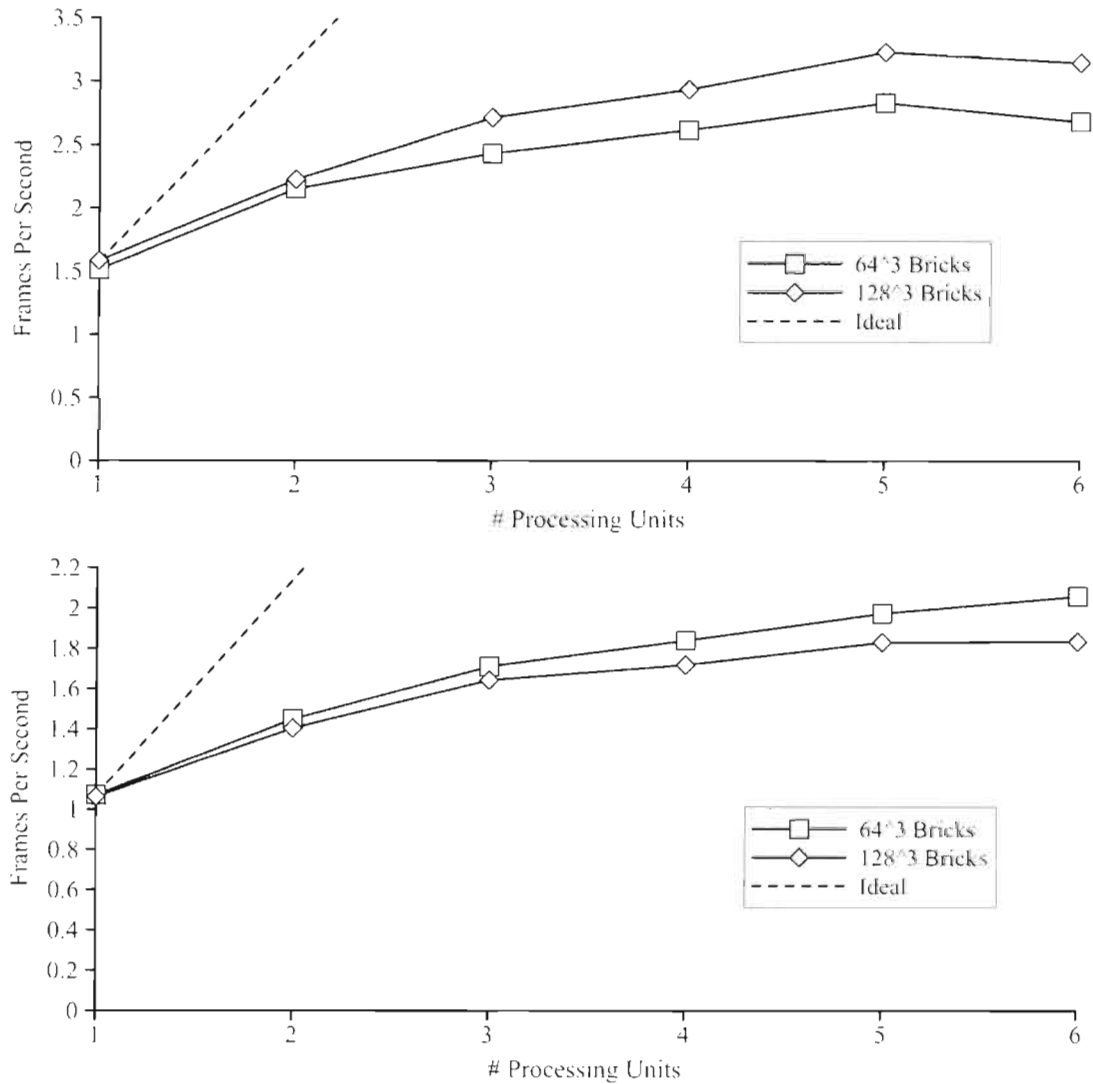 3.5
3
2.5
2
1.5
1
0.5
0
Frames Per Second
64^3 Bricks
128^3 Bricks
Ideal
1 2 3 4 5 6
# Processing Units
2.2
2
1.8
1.6
1.4
1.2
1
0.8
0.6
0.4
0.2
0
Frames Per Second
64^3 Bricks
128^3 Bricks
Ideal
1 2 3 4 5 6
# Processing Units